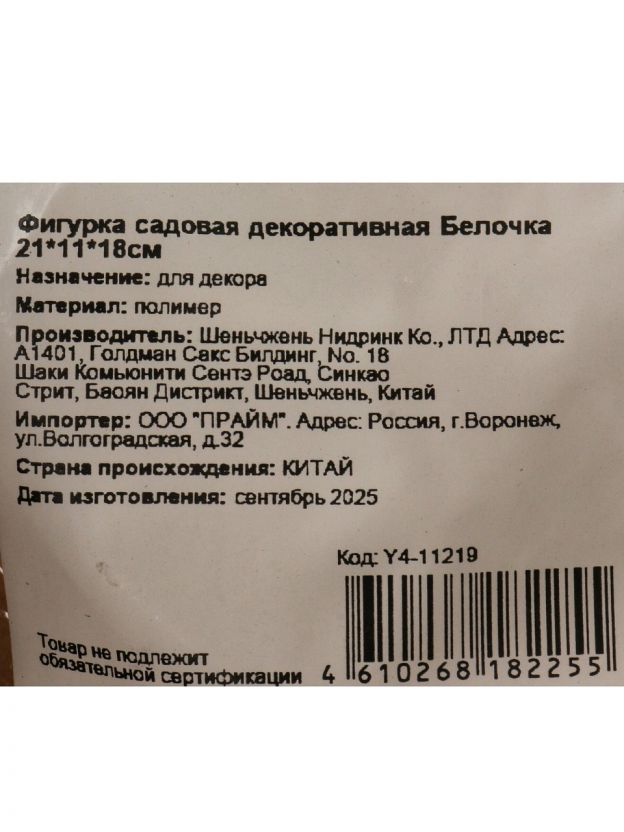 Фигурка садовая декоративная Белочка
21*11*18см
Назначение: для декора
Материал: полимер
Производитель: Шеньчжень Нидринк Ко., ЛТД Адрес:
А1401, Голдман Сакс Билдинг, No. 18
Шаки Комьюнити Сентэ Роад, Синкао
Стрит, Баоян Дистрикт, Шеньчжень, Китай
Импортер: ООО "ПРАЙМ". Адрес: Россия, г.Воронеж,
ул.Волгоградская, д.32
Страна происхождения: КИТАЙ
Дата изготовления: сентябрь 2025
Код: Y4-11219
Товар не подлежит
обязательной сертификации
4 610268 182255